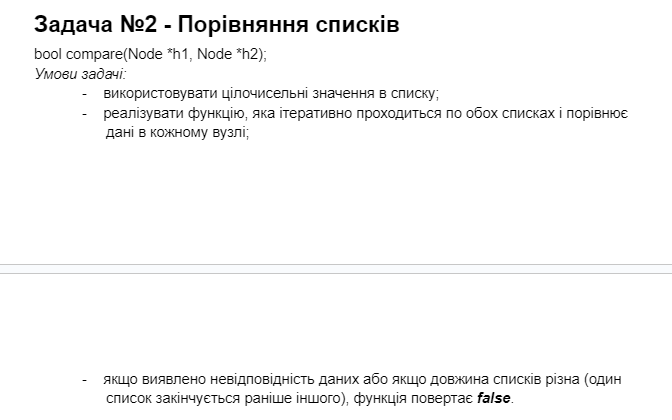 Задача №2 - Порівняння списків
bool compare(Node *h1, Node *h2);
Умови задачі:
- використовувати цілочисельні значення в списку;
- реалізувати функцію, яка ітеративно проходиться по обох списках і порівнює
дані в кожному вузлі;
- якщо виявлено невідповідність даних або якщо довжина списків різна (один
список закінчується раніше іншого), функція повертає false.